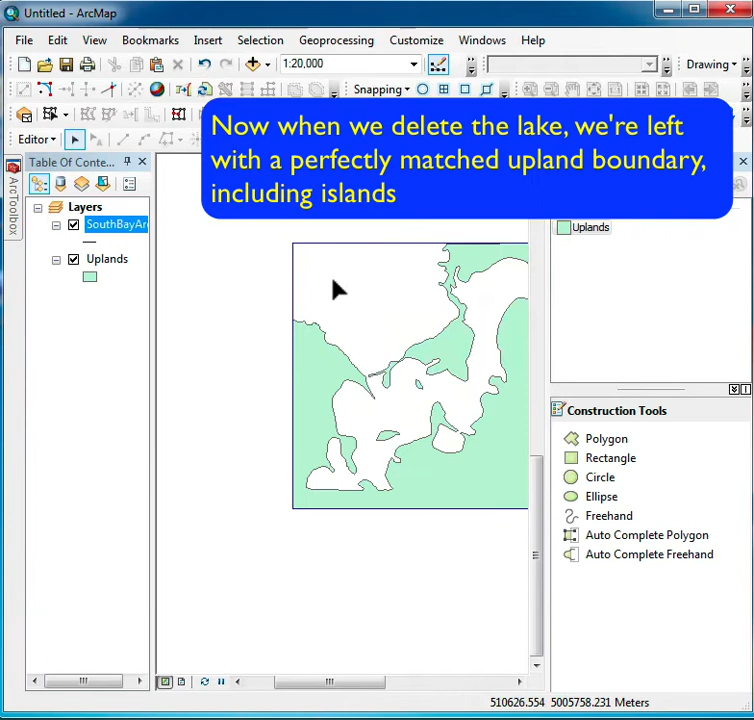 Untitled - ArcMap
File Edit View Bookmarks Insert Selection Geoprocessing Customize Windows Help
1:20,000 Drawing
Snapping
Now when we delete the lake, we're left
with a perfectly matched upland boundary,
including islands
Editor
Table Of Conte...
ArcToolbox
Layers
SouthBayAr
Uplands
Uplands
Construction Tools
Polygon
Rectangle
Circle
Ellipse
Freehand
Auto Complete Polygon
Auto Complete Freehand
510626.554 5005758.231 Meters